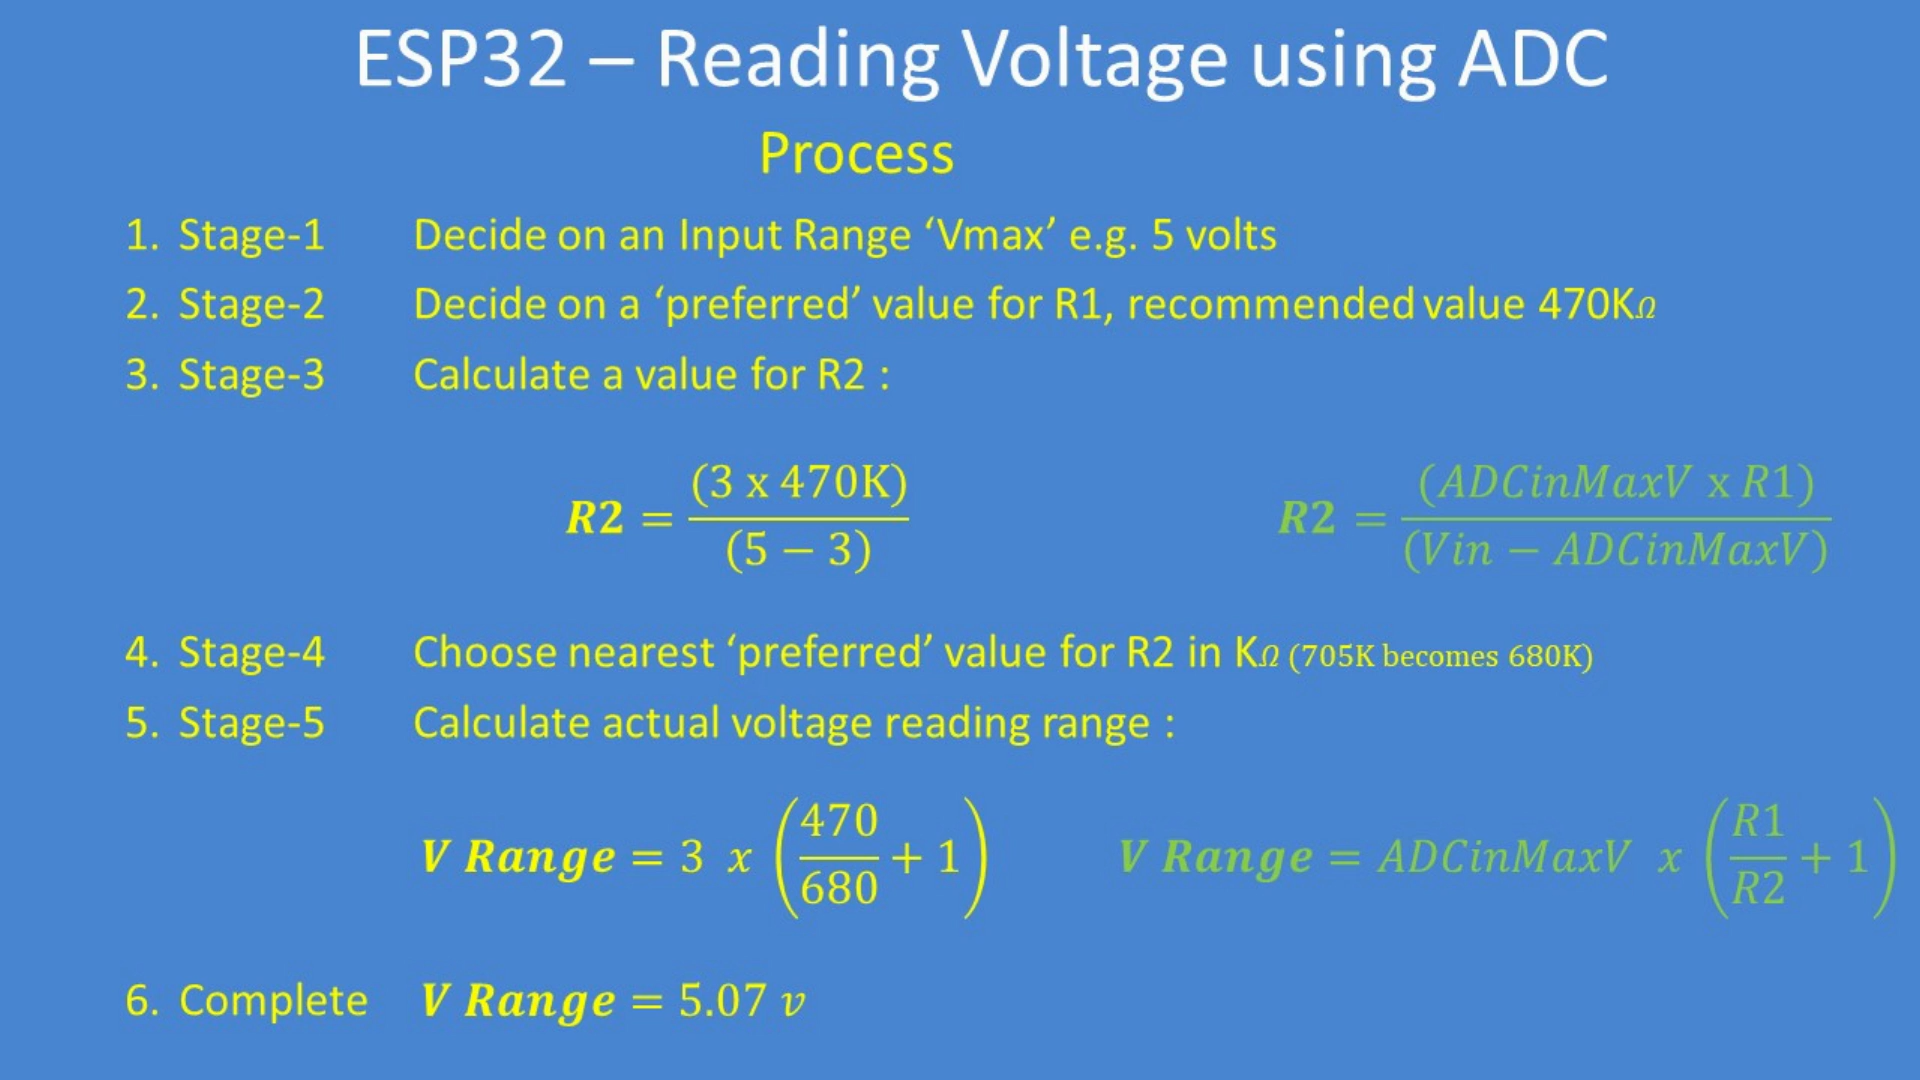 ESP32 – Reading Voltage using ADC
Process
1. Stage-1 Decide on an Input Range ‘Vmax’ e.g. 5 volts
2. Stage-2 Decide on a ‘preferred’ value for R1, recommended value 470KΩ
3. Stage-3 Calculate a value for R2 :
R2 = (3 x 470K) / (5 − 3)
R2 = (ADCinMaxV x R1) / (Vin − ADCinMaxV)
4. Stage-4 Choose nearest ‘preferred’ value for R2 in KΩ (705K becomes 680K)
5. Stage-5 Calculate actual voltage reading range :
V Range = 3 x (470/680 + 1)
V Range = ADCinMaxV x (R1/R2 + 1)
6. Complete V Range = 5.07 v